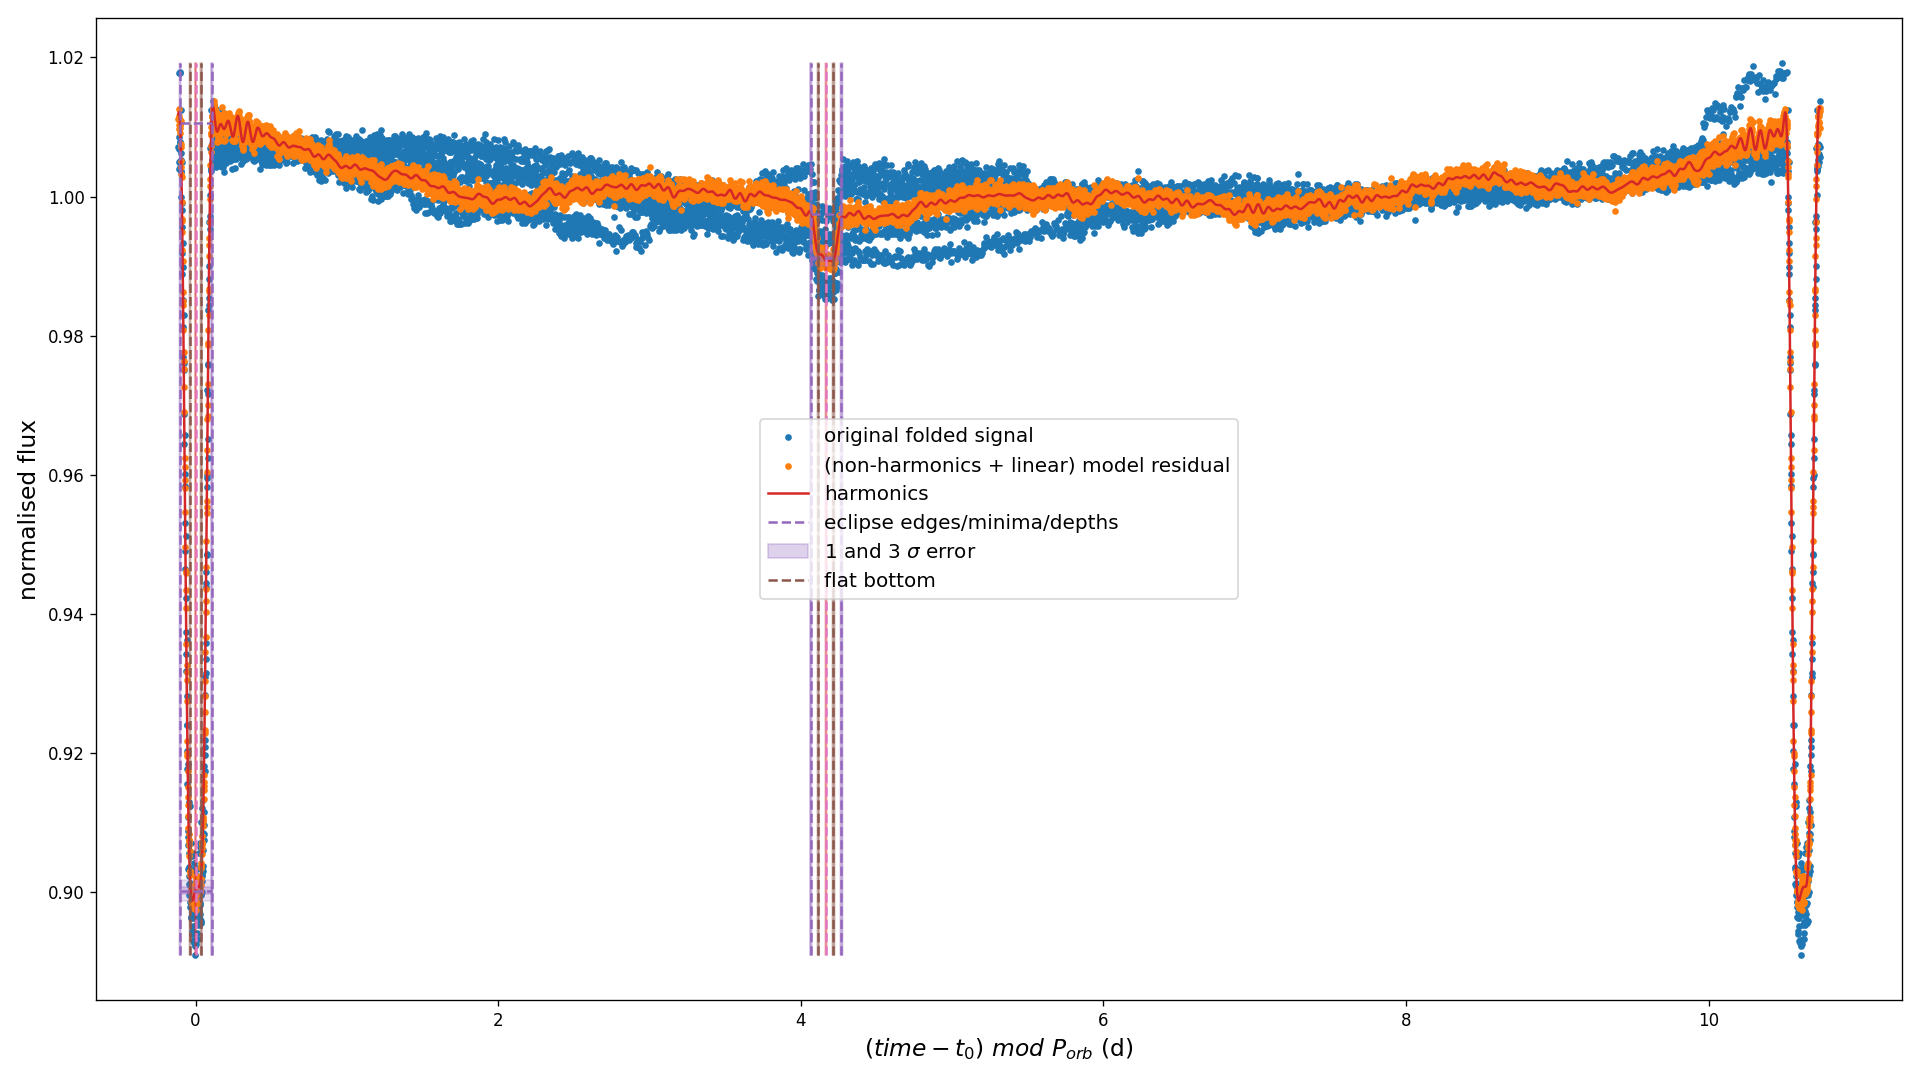 1.02
1.00
0.98
0.96
0.94
0.92
0.90
normalised flux
original folded signal
(non-harmonics + linear) model residual
harmonics
eclipse edges/minima/depths
1 and 3 σ error
flat bottom
0 2 4 6 8 10
(time − t₀) mod P_orb (d)